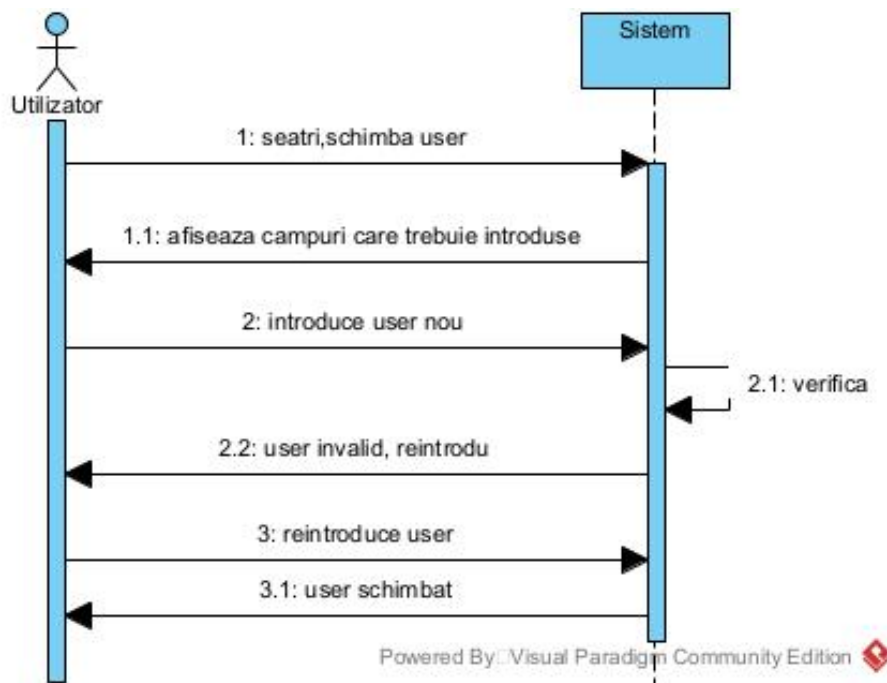 Sistem
Utilizator
1: seatri,schimba user
1.1: afiseaza campuri care trebuie introduse
2: introduce user nou
2.1: verifica
2.2: user invalid, reintrodu
3: reintroduce user
3.1: user schimbat
Powered By Visual Paradigm Community Edition